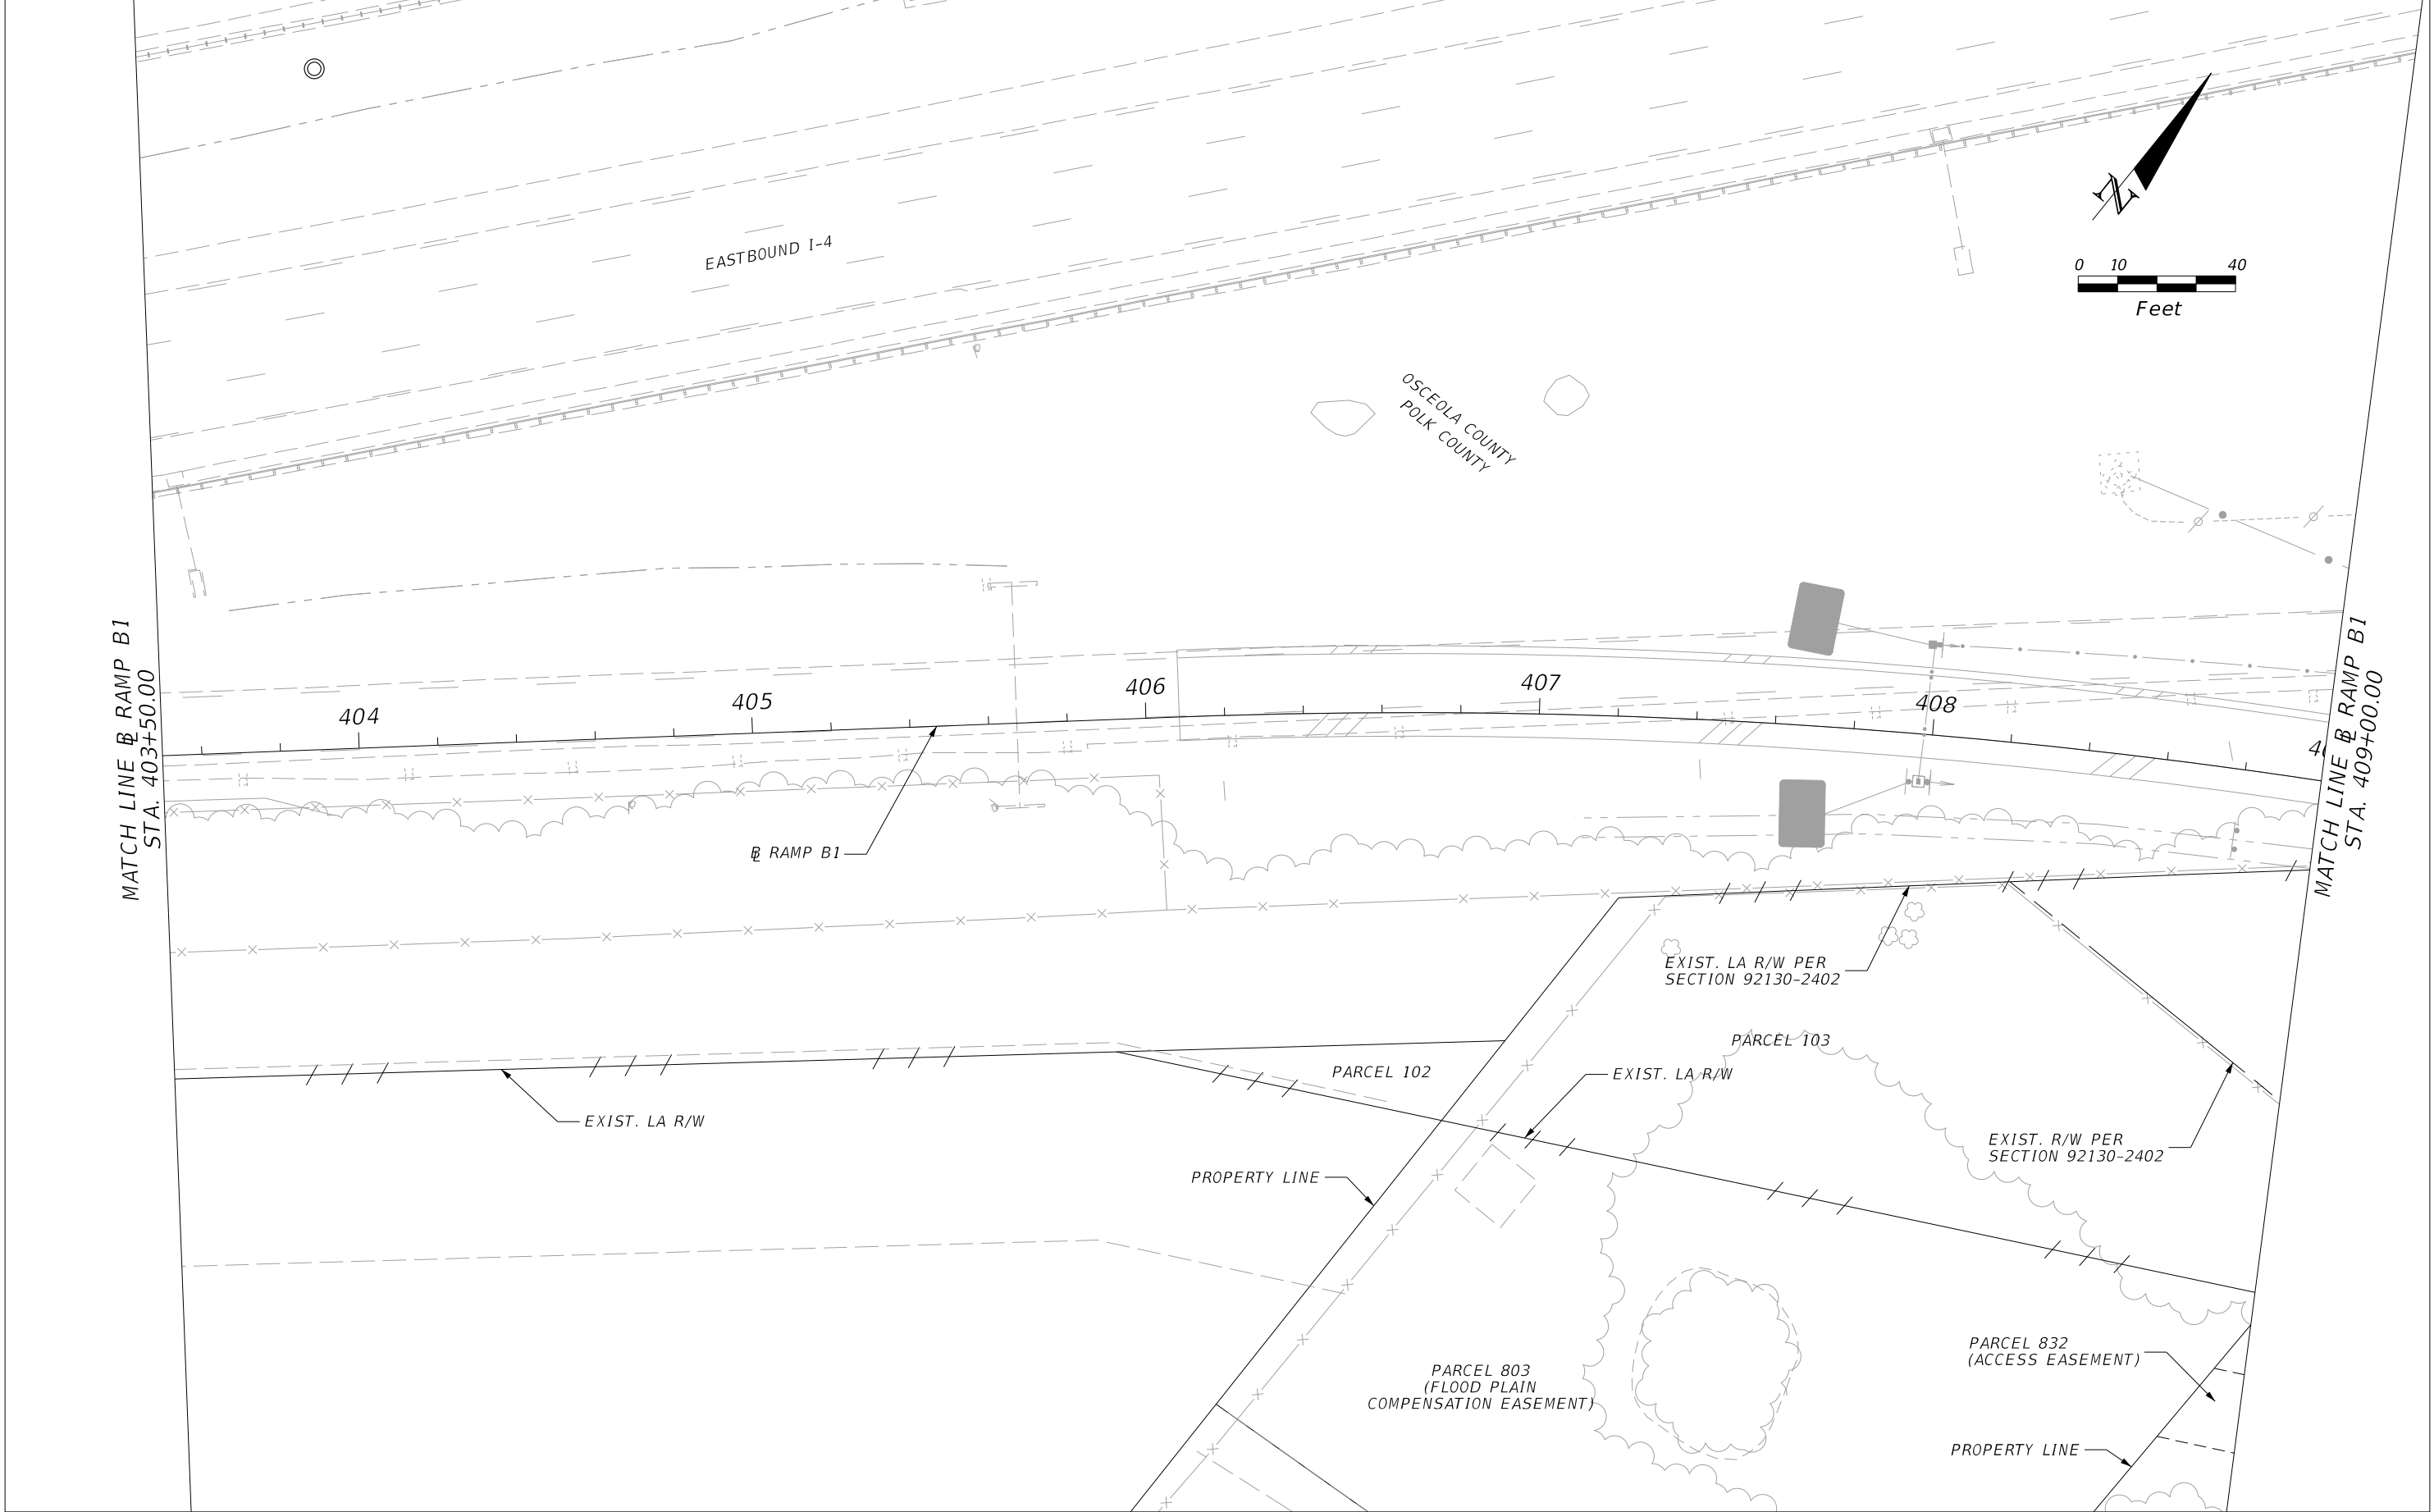 EASTBOUND I-4
N
0 10 40
Feet
OSCEOLA COUNTY
POLK COUNTY
MATCH LINE ℄ RAMP B1
STA. 403+50.00
404
405
406
407
408
MATCH LINE ℄ RAMP B1
STA. 409+00.00
℄ RAMP B1
EXIST. LA R/W PER
SECTION 92130-2402
PARCEL 103
PARCEL 102
EXIST. LA R/W
EXIST. LA R/W
EXIST. R/W PER
SECTION 92130-2402
PROPERTY LINE
PARCEL 832
(ACCESS EASEMENT)
PARCEL 803
(FLOOD PLAIN
COMPENSATION EASEMENT)
PROPERTY LINE